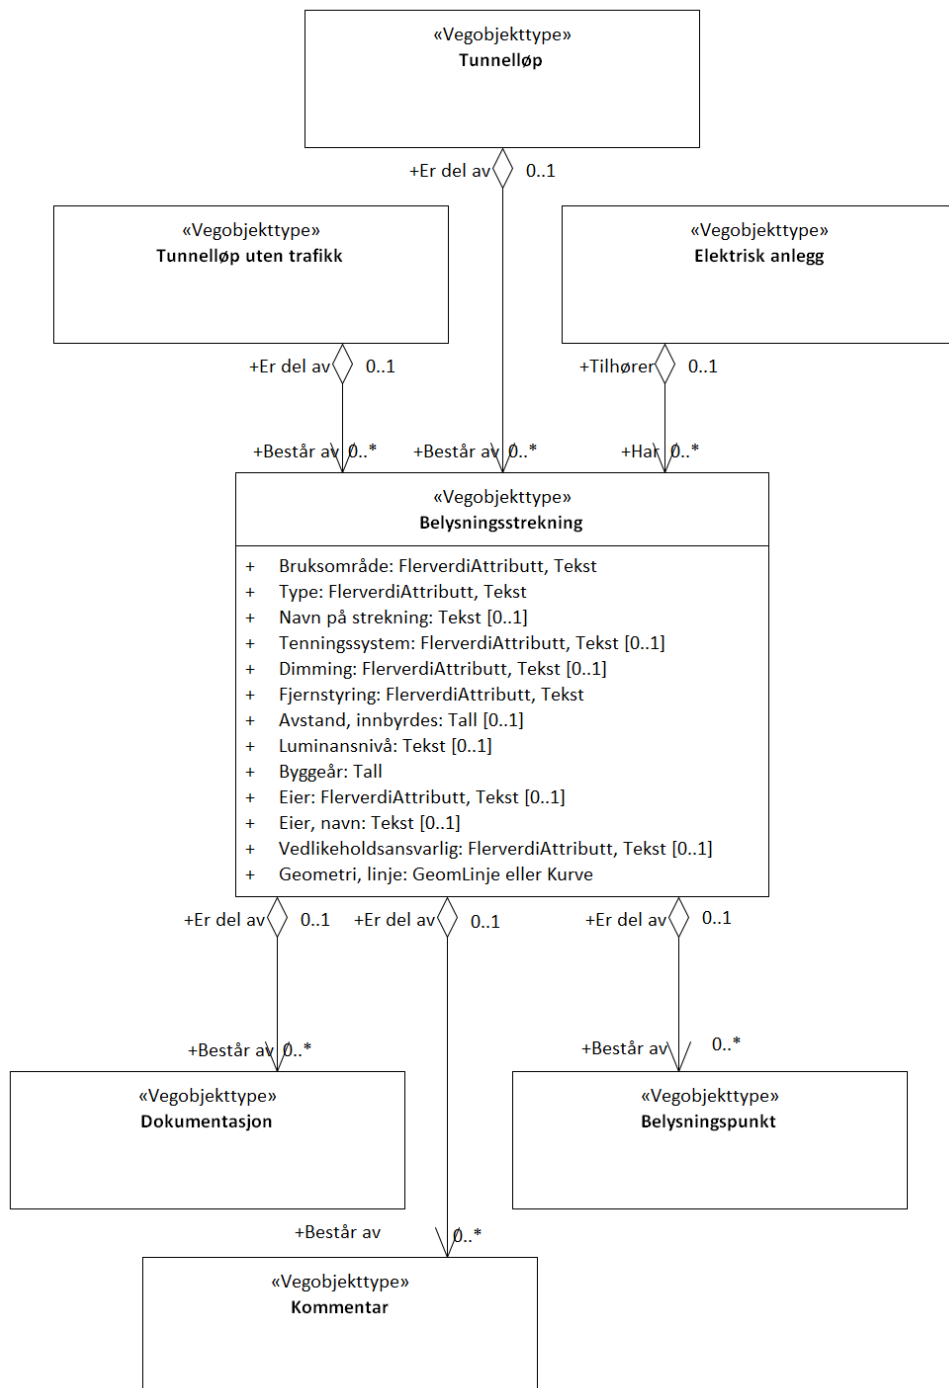 «Vegobjekttype»
Tunnelløp
+Er del av 0..1
«Vegobjekttype»
Tunnelløp uten trafikk
«Vegobjekttype»
Elektrisk anlegg
+Er del av 0..1
+Tilhører 0..1
+Består av 0..*
+Består av 0..*
+Har 0..*
«Vegobjekttype»
Belysningsstrekning
+ Bruksområde: FlerverdiAttributt, Tekst
+ Type: FlerverdiAttributt, Tekst
+ Navn på strekning: Tekst [0..1]
+ Tenningssystem: FlerverdiAttributt, Tekst [0..1]
+ Dimming: FlerverdiAttributt, Tekst [0..1]
+ Fjernstyring: FlerverdiAttributt, Tekst
+ Avstand, innbyrdes: Tall [0..1]
+ Luminansnivå: Tekst [0..1]
+ Byggeår: Tall
+ Eier: FlerverdiAttributt, Tekst [0..1]
+ Eier, navn: Tekst [0..1]
+ Vedlikeholdsansvarlig: FlerverdiAttributt, Tekst [0..1]
+ Geometri, linje: GeomLinje eller Kurve
+Er del av 0..1
+Er del av 0..1
+Er del av 0..1
+Består av 0..*
+Består av 0..*
«Vegobjekttype»
Dokumentasjon
«Vegobjekttype»
Belysningspunkt
+Består av 0..*
«Vegobjekttype»
Kommentar